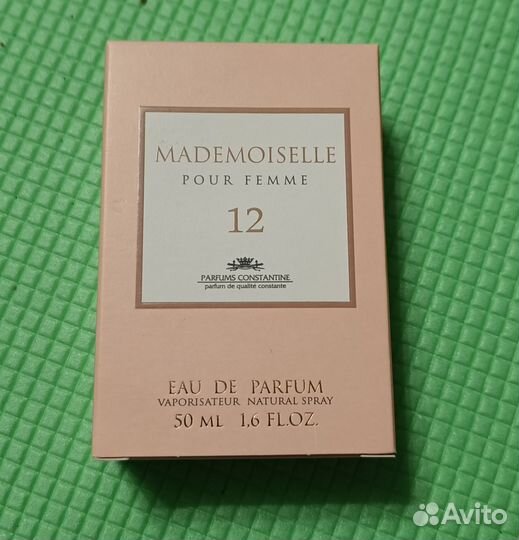 MADEMOISELLE
POUR FEMME
12
PARFUMS CONSTANTINE
parfum de qualité constante
EAU DE PARFUM
VAPORISATEUR NATURAL SPRAY
50 ML 1,6 FL.OZ.
Avito